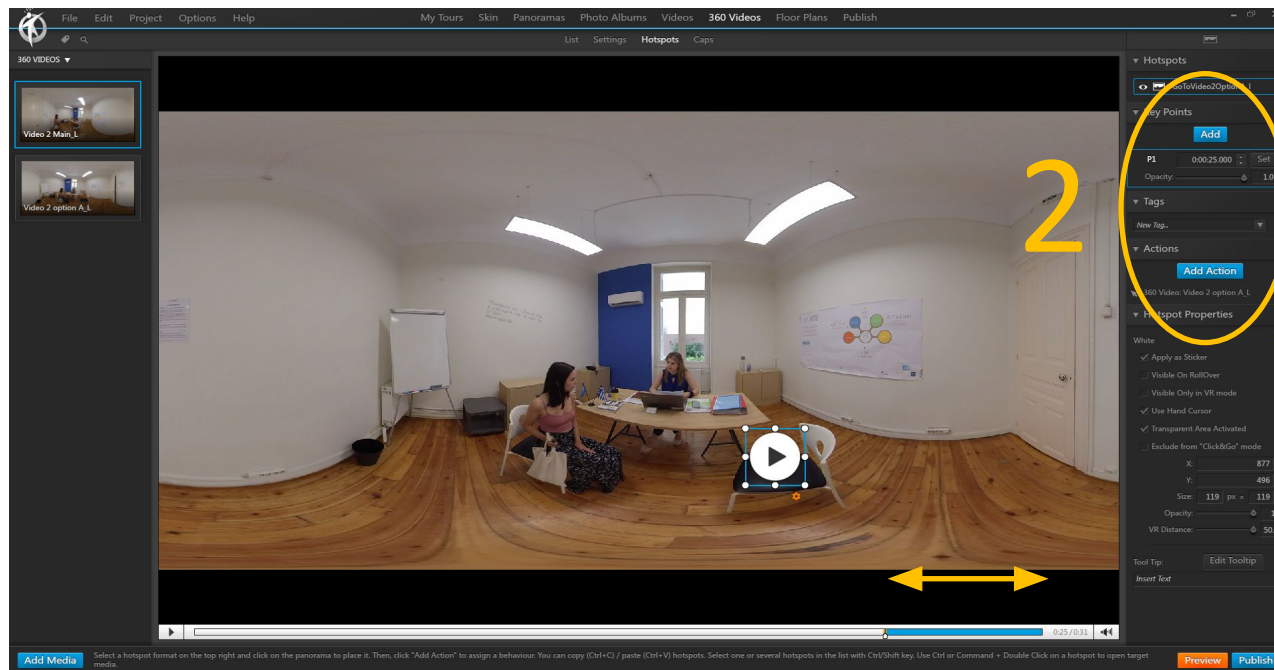 File Edit Project Options Help My Tours Skin Panoramas Photo Albums Videos 360 Videos Floor Plans Publish
List Settings Hotspots Caps
360 VIDEOS
Video 2 Main_L
Video 2 option A_L
Hotspots
Key Points
Add
P1 0:00:25.000 Set
Opacity: 1.0
2
Tags
New Tag...
Actions
Add Action
360 Video: Video 2 option A_L
Hotspot Properties
White
Apply as Sticker
Visible On RollOver
Visible Only in VR mode
Use Hand Cursor
Transparent Area Activated
Exclude from "Click&Go" mode
X: 877
Y: 496
Size: 119 px = 119
Opacity: 1
VR Distance: 50.
Tool Tip: Edit Tooltip
Insert Text
0:25 / 0:31
Add Media Select a hotspot format on the top right and click on the panorama to place it. Then, click "Add Action" to assign a behaviour. You can copy (Ctrl+C) / paste (Ctrl+V) hotspots. Select one or several hotspots in the list with Ctrl/Shift key. Use Ctrl or Command + Double Click on a hotspot to open target
media.
Preview Publish